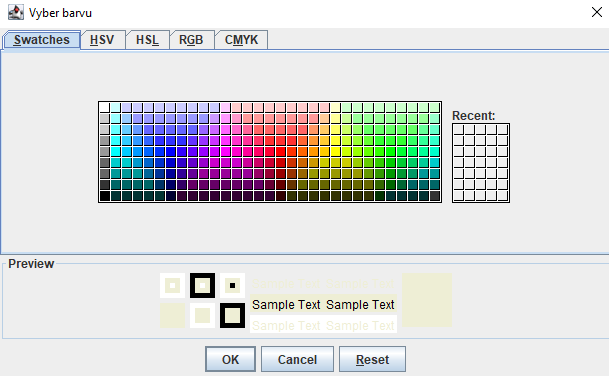 Vyber barvu
Swatches HSV HSL RGB CMYK
Recent:
Preview
Sample Text Sample Text
Sample Text Sample Text
Sample Text Sample Text
OK Cancel Reset